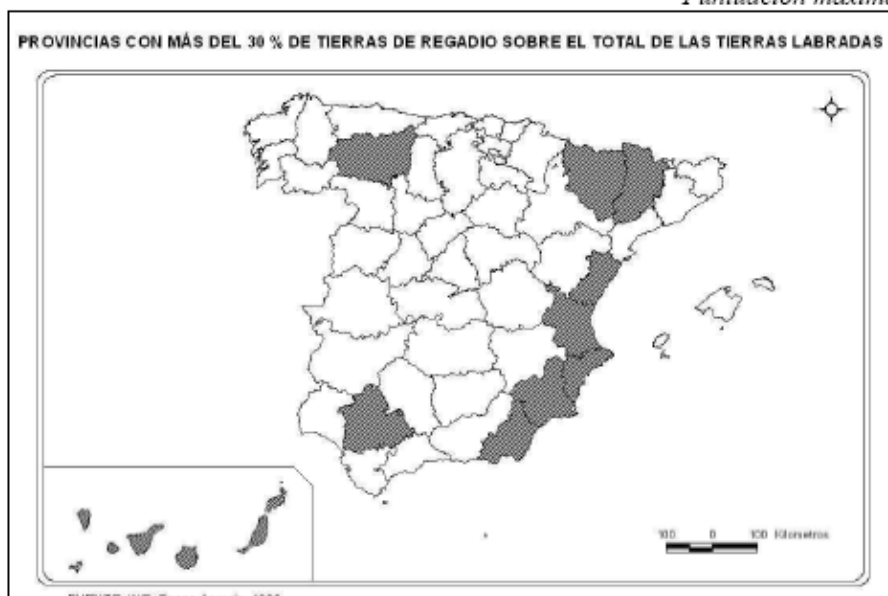 Puntuación máxima
PROVINCIAS CON MÁS DEL 30 % DE TIERRAS DE REGADIO SOBRE EL TOTAL DE LAS TIERRAS LABRADAS
100 0 100 Kilometros